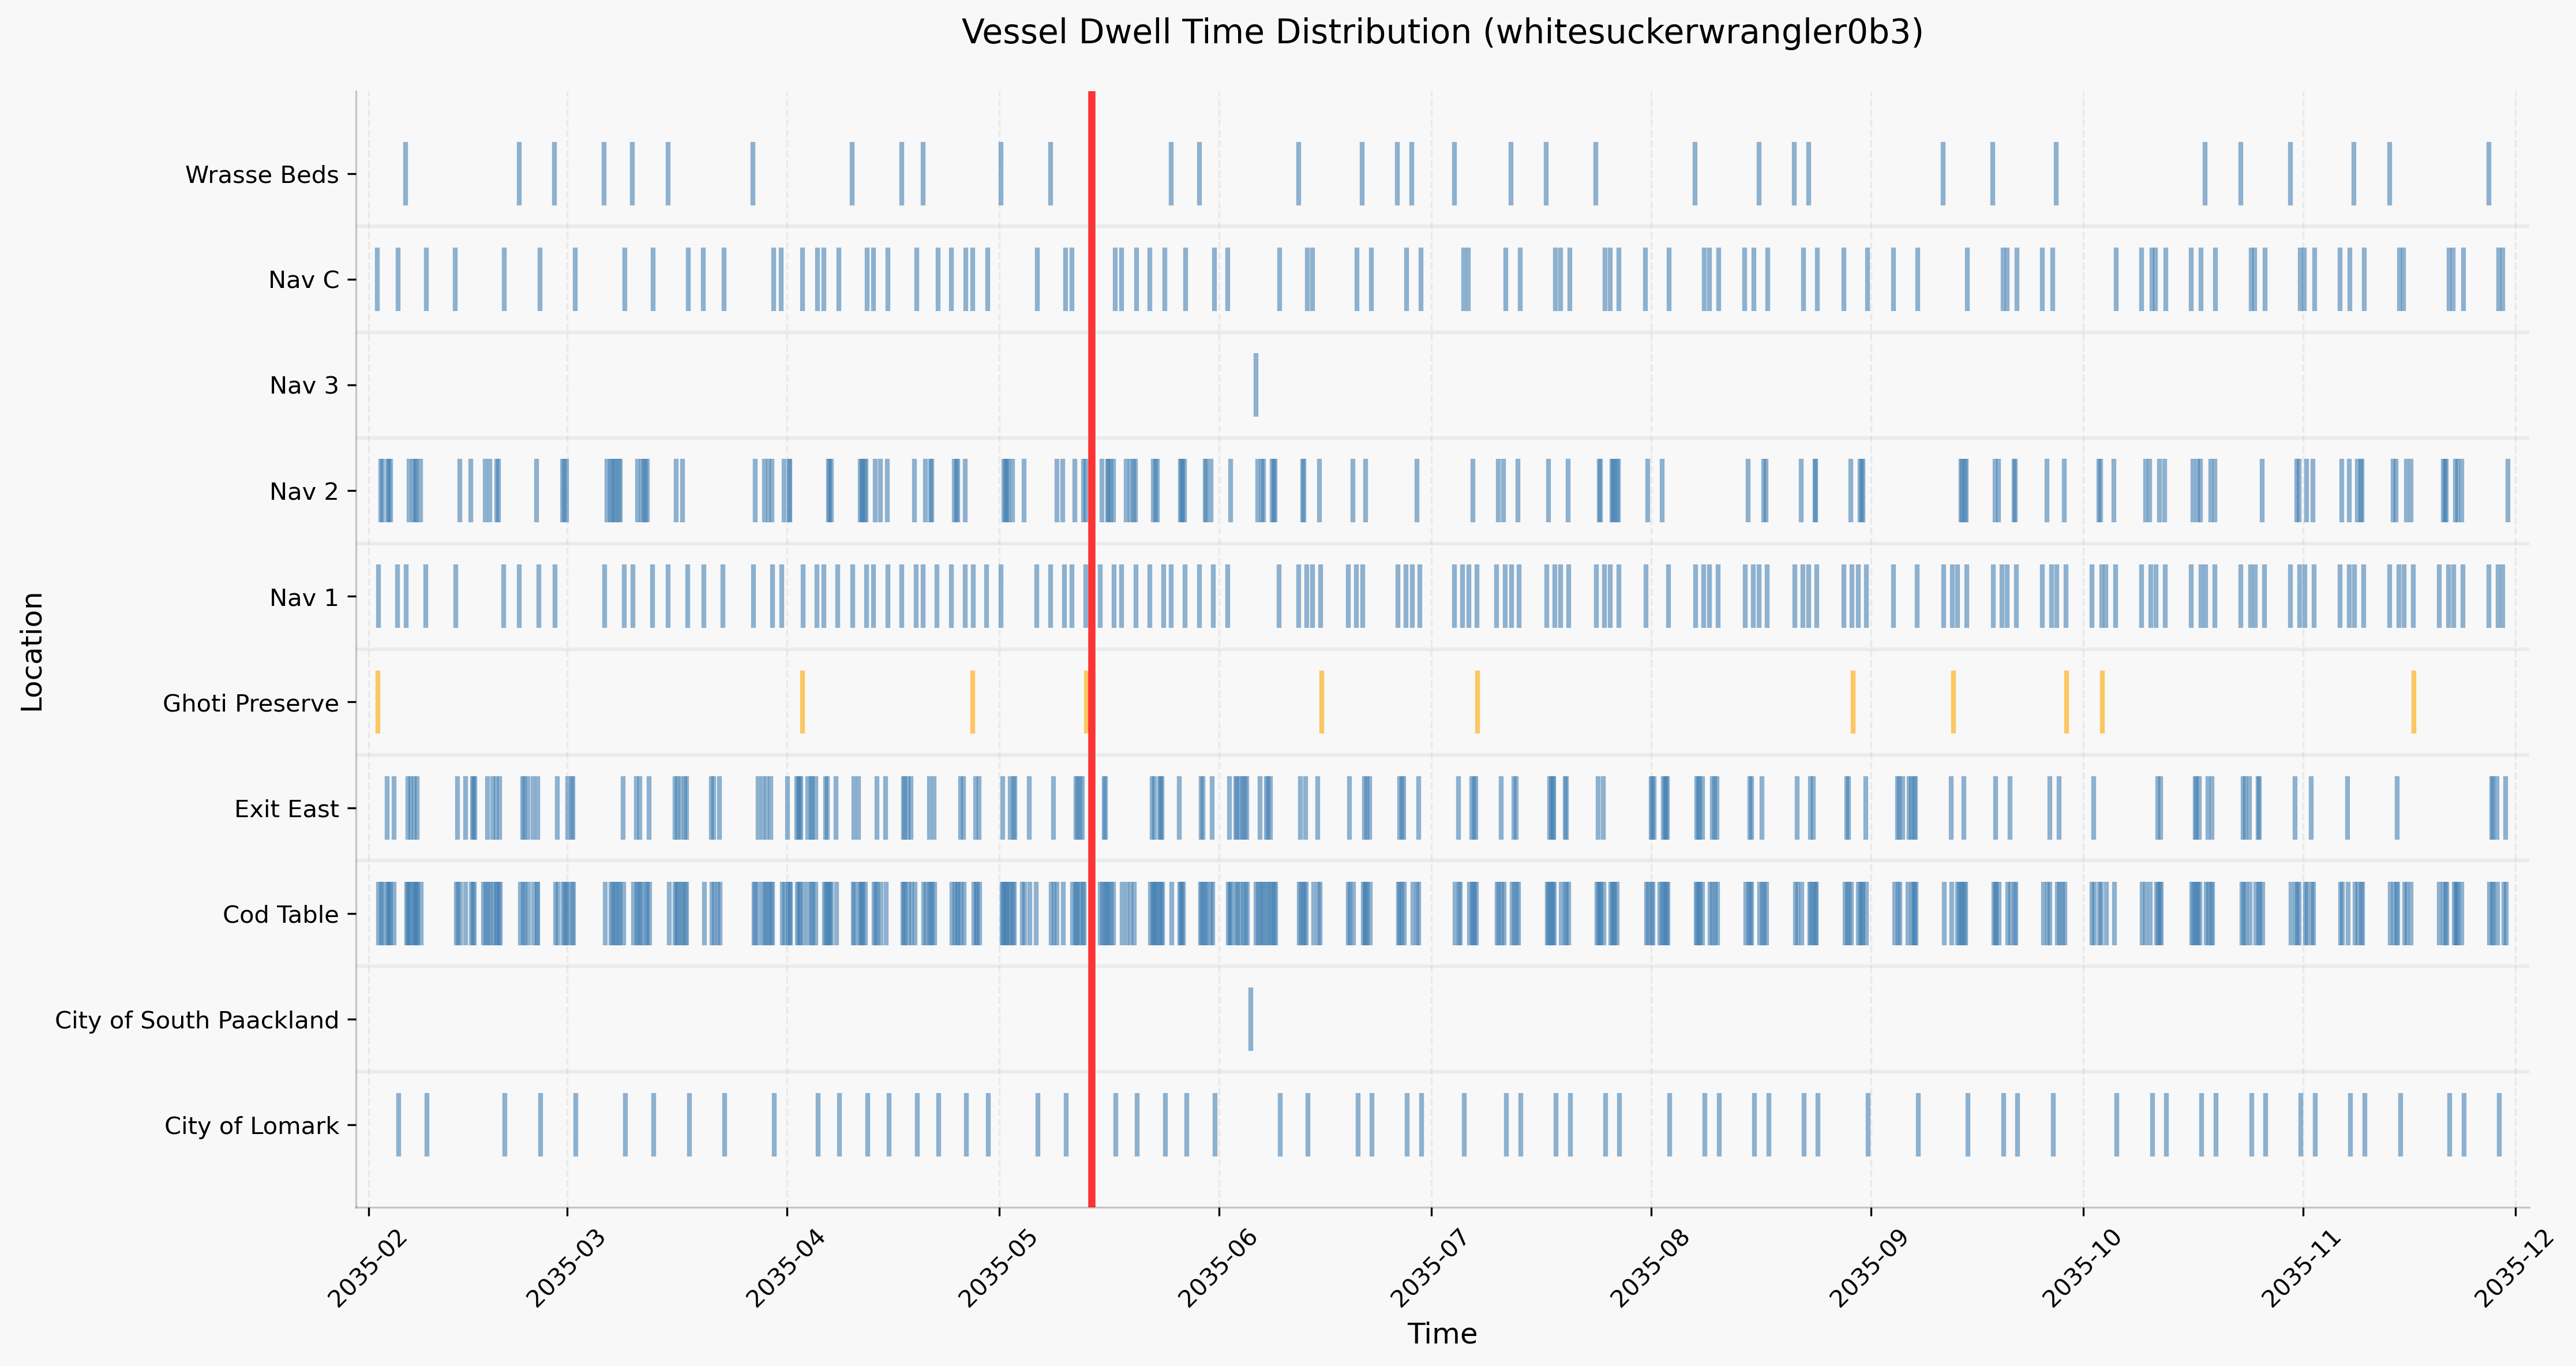 Vessel Dwell Time Distribution (whitesuckerwrangler0b3)
Location
Wrasse Beds
Nav C
Nav 3
Nav 2
Nav 1
Ghoti Preserve
Exit East
Cod Table
City of South Paackland
City of Lomark
2035-02
2035-03
2035-04
2035-05
2035-06
2035-07
2035-08
2035-09
2035-10
2035-11
2035-12
Time